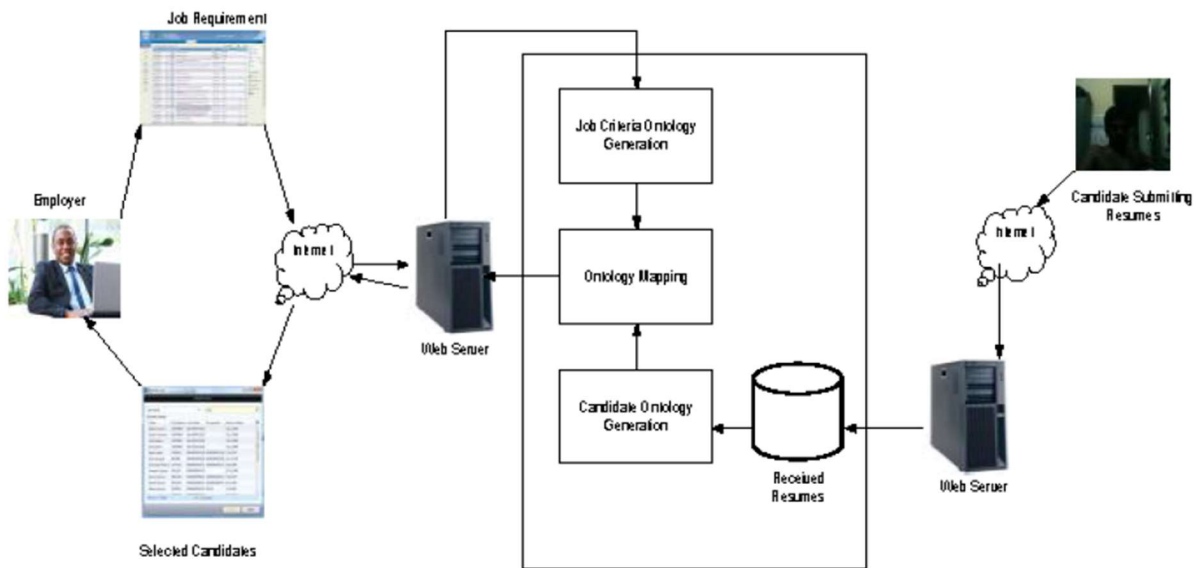 Job Requirement
Employer
Internet
Web Server
Job Criteria Ontology
Generation
Ontology Mapping
Candidate Ontology
Generation
Received
Resumes
Candidate Submitting
Resumes
Internet
Web Server
Selected Candidates